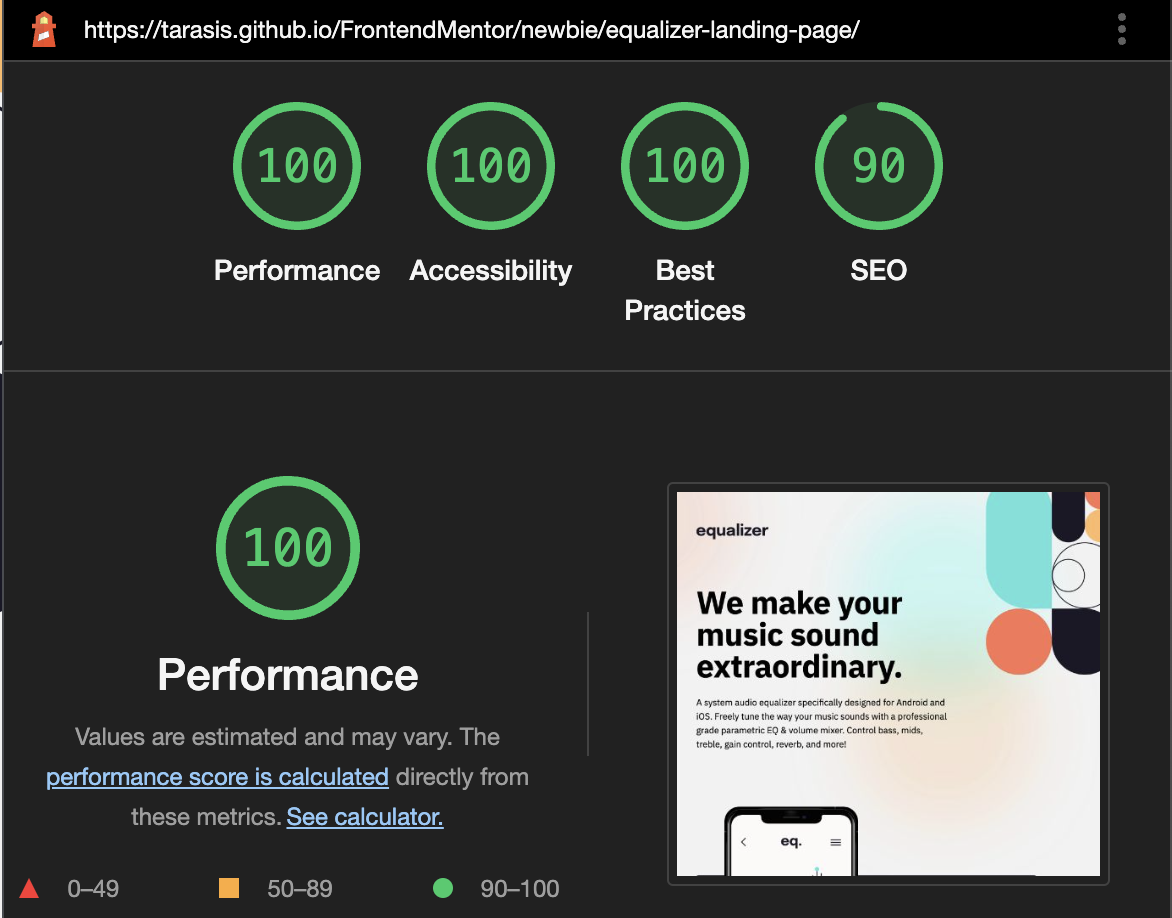 https://tarasis.github.io/FrontendMentor/newbie/equalizer-landing-page/
100
100
100
90
Performance
Accessibility
Best
Practices
SEO
100
Performance
Values are estimated and may vary. The
performance score is calculated directly from
these metrics. See calculator.
0–49
50–89
90–100
equalizer
We make your
music sound
extraordinary.
A system audio equalizer specifically designed for Android and
iOS. Freely tune the way your music sounds with a professional
grade parametric EQ & volume mixer. Control bass, mids,
treble, gain control, reverb, and more!
eq.